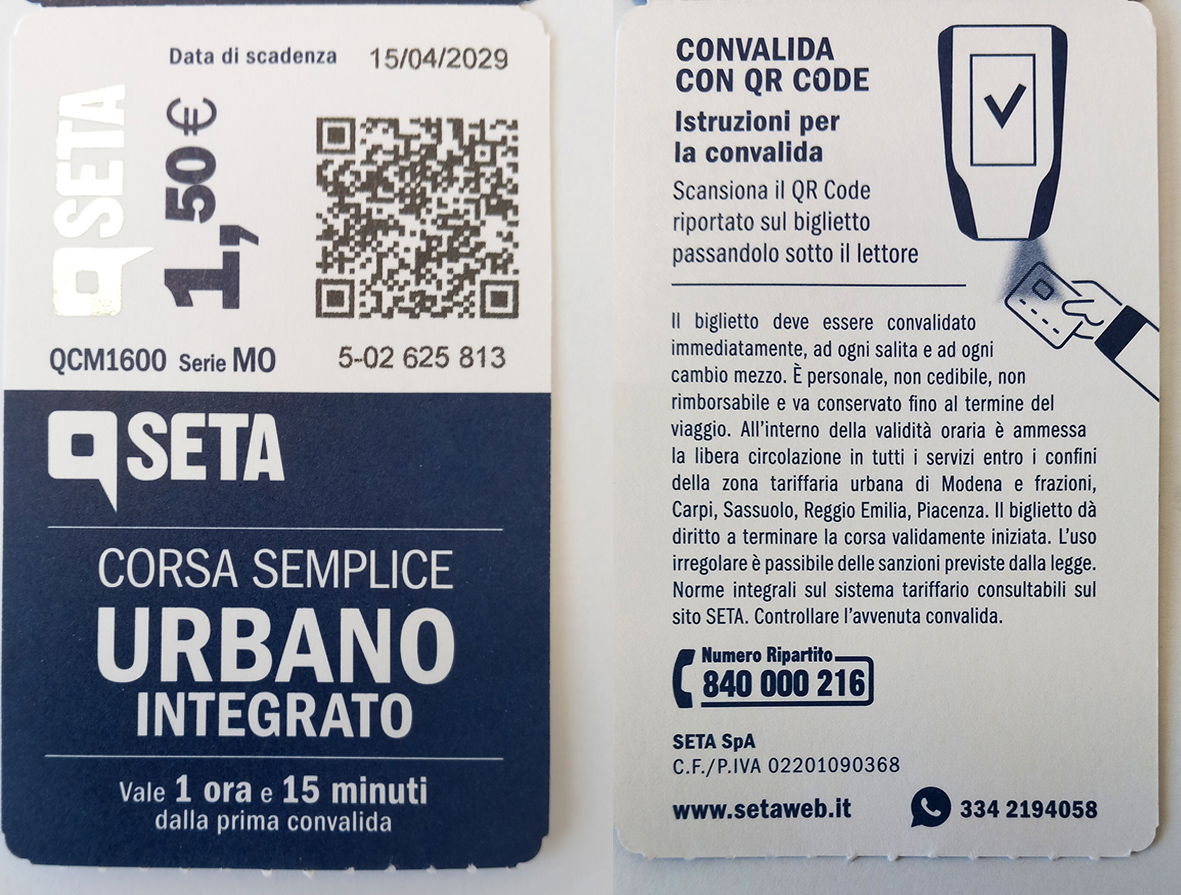 Data di scadenza 15/04/2029
SETA
1,50€
QCM1600 Serie MO 5-02 625 813
SETA
CORSA SEMPLICE
URBANO
INTEGRATO
Vale 1 ora e 15 minuti
dalla prima convalida
CONVALIDA
CON QR CODE
Istruzioni per
la convalida
Scansiona il QR Code
riportato sul biglietto
passandolo sotto il lettore
Il biglietto deve essere convalidato
immediatamente, ad ogni salita e ad ogni
cambio mezzo. È personale, non cedibile, non
rimborsabile e va conservato fino al termine del
viaggio. All'interno della validità oraria è ammessa
la libera circolazione in tutti i servizi entro i confini
della zona tariffaria urbana di Modena e frazioni,
Carpi, Sassuolo, Reggio Emilia, Piacenza. Il biglietto dà
diritto a terminare la corsa validamente iniziata. L'uso
irregolare è passibile delle sanzioni previste dalla legge.
Norme integrali sul sistema tariffario consultabili sul
sito SETA. Controllare l'avvenuta convalida.
Numero Ripartito
840 000 216
SETA SpA
C.F./P.IVA 02201090368
www.setaweb.it 334 2194058